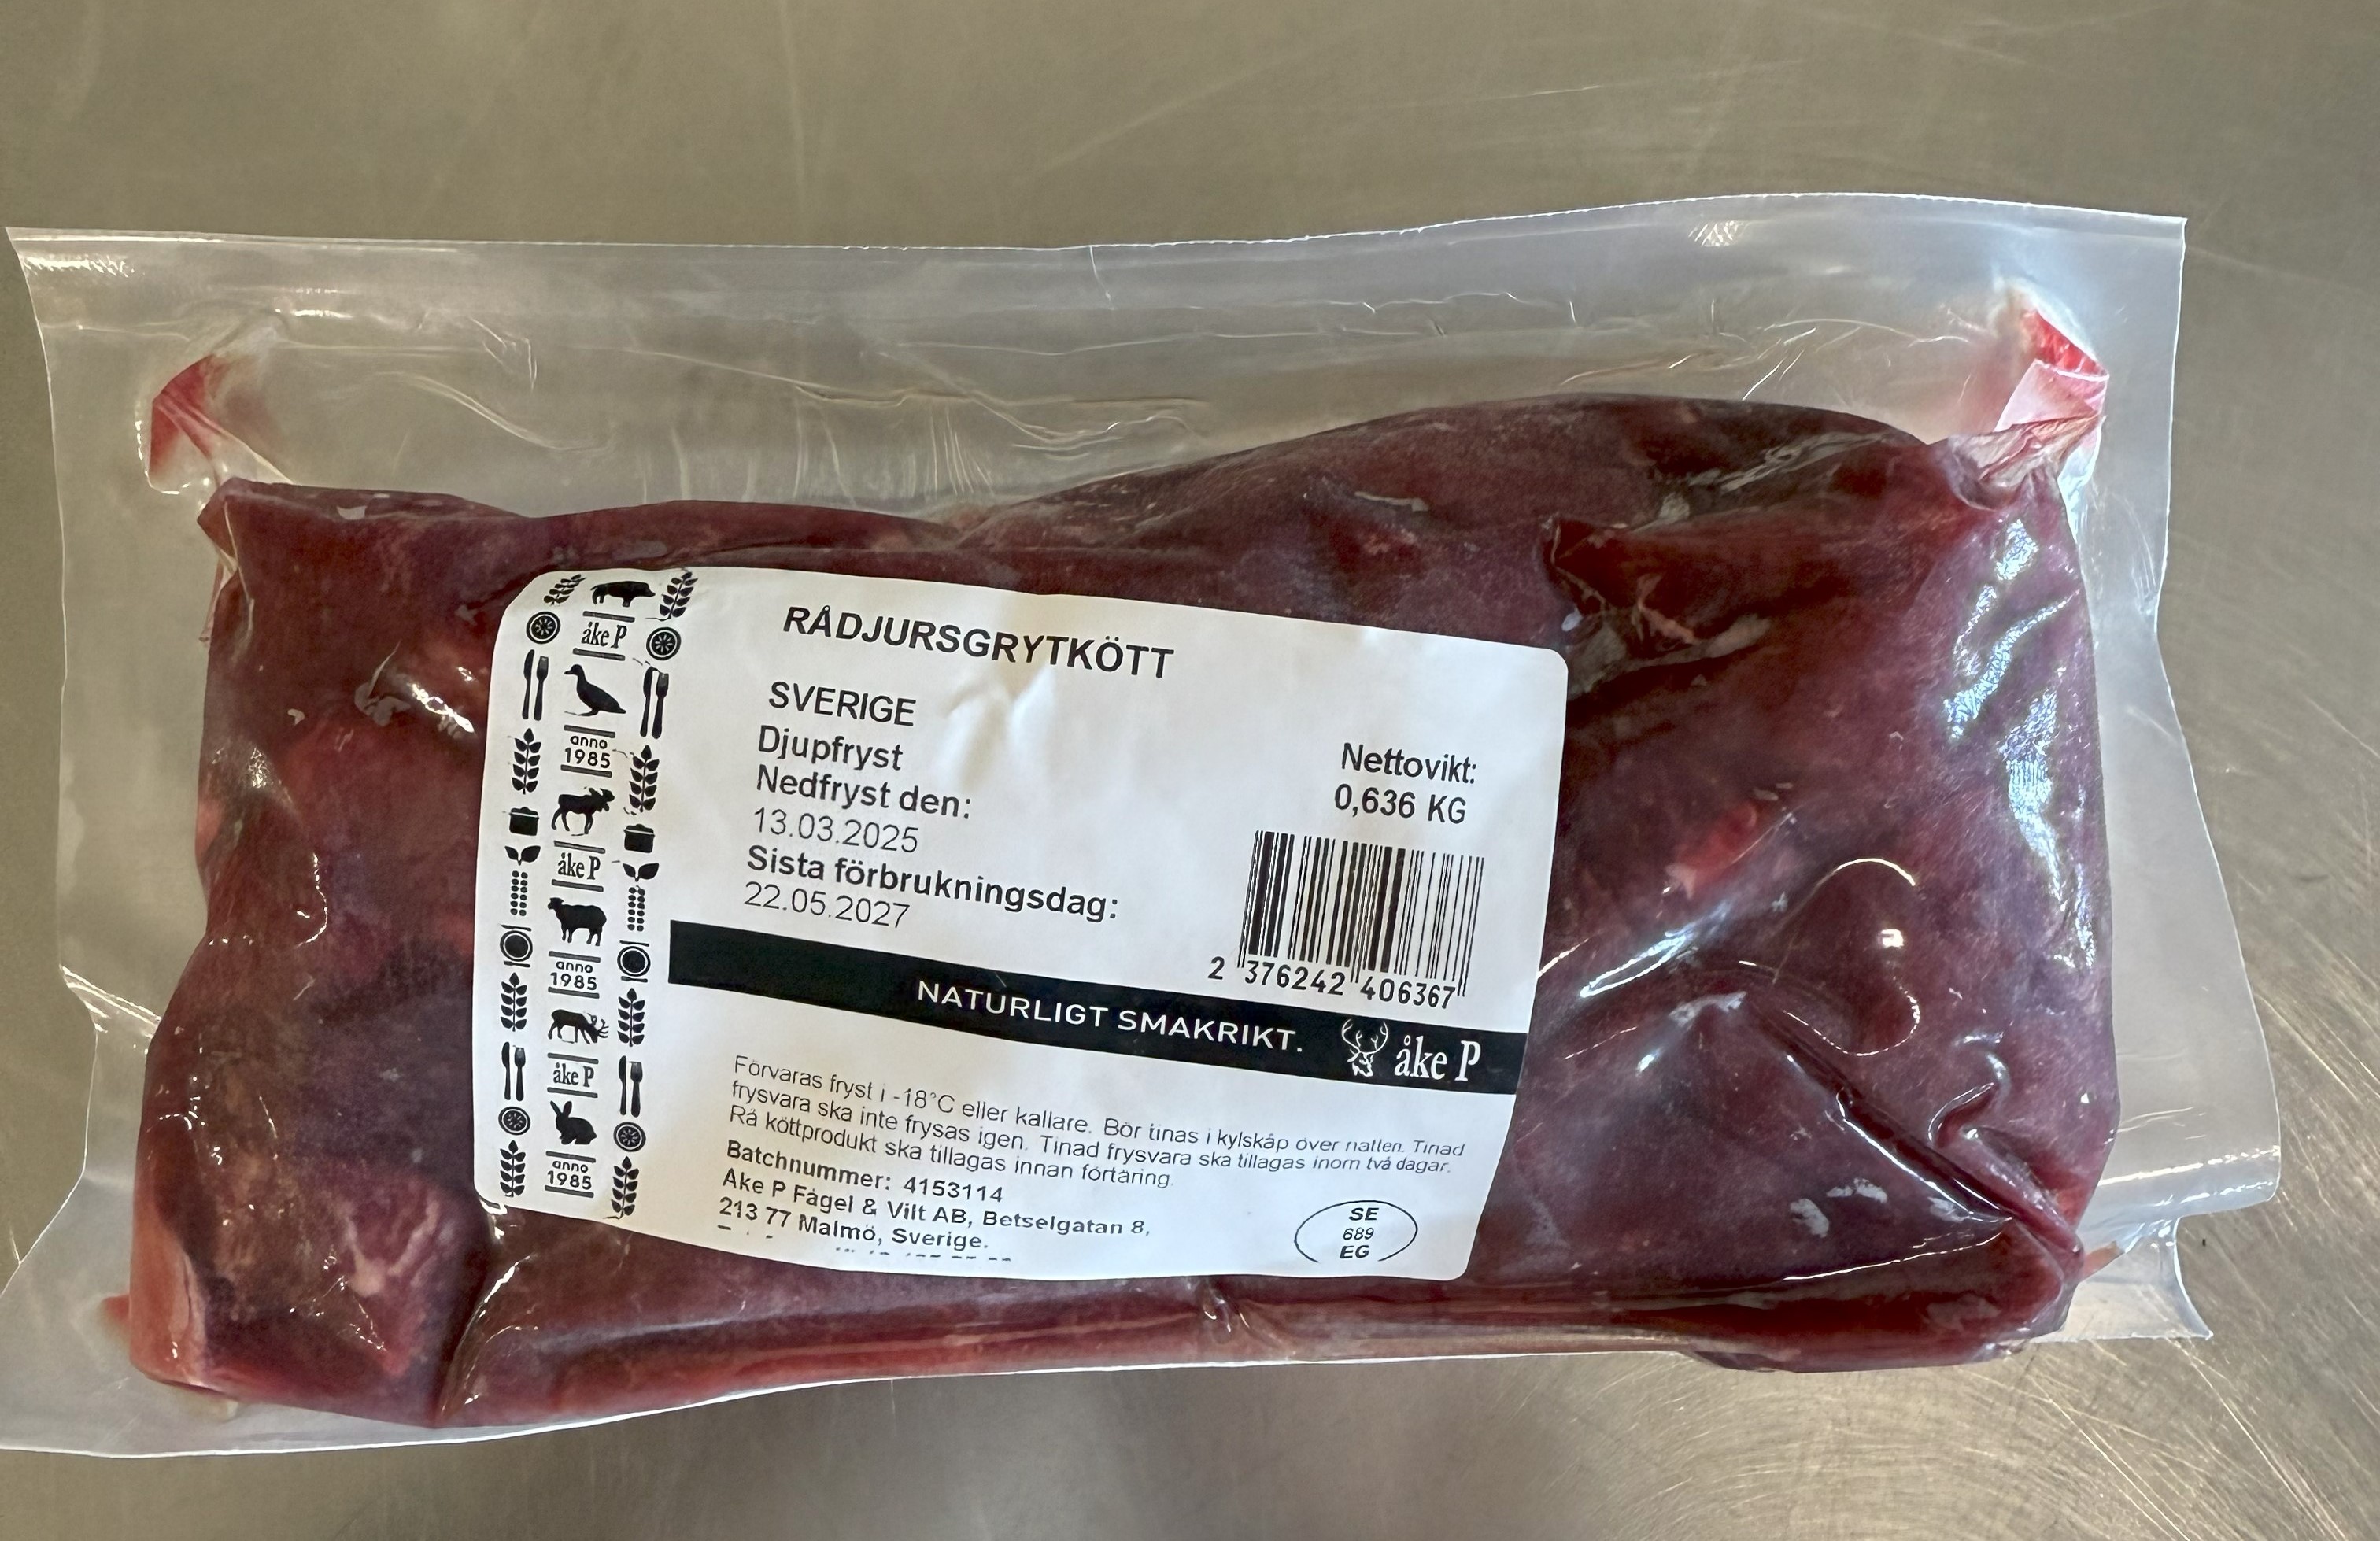 åke P
anno
1985
åke P
anno
1985
åke P
anno
1985
RÅDJURSGRYTKÖTT
SVERIGE
Djupfryst
Nedfryst den:
13.03.2025
Sista förbrukningsdag:
22.05.2027
Nettovikt:
0,636 KG
2 376242 406367
NATURLIGT SMAKRIKT. åke P
Förvaras fryst i -18°C eller kallare. Bör tinas i kylskåp över natten. Tinad
frysvara ska inte frysas igen. Tinad frysvara ska tillagas inom två dagar.
Rå köttprodukt ska tillagas innan förtäring.
Batchnummer: 4153114
Åke P Fågel & Vilt AB, Betselgatan 8,
213 77 Malmö, Sverige.
SE
689
EG